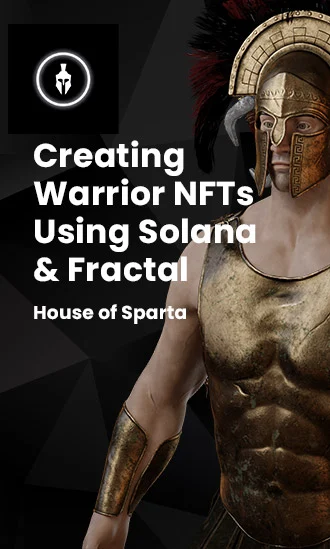 Creating
Warrior NFTs
Using Solana
& Fractal
House of Sparta